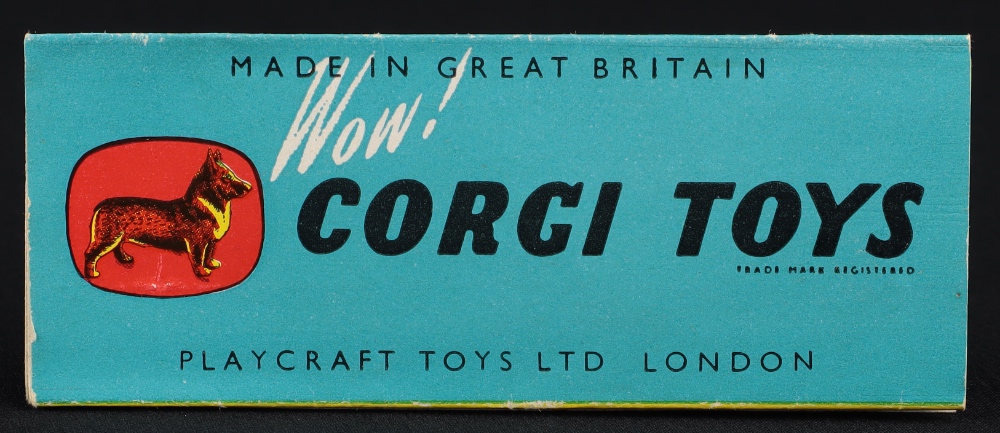 MADE IN GREAT BRITAIN
Wow!
CORGI TOYS
TRADE MARK REGISTERED
PLAYCRAFT TOYS LTD LONDON